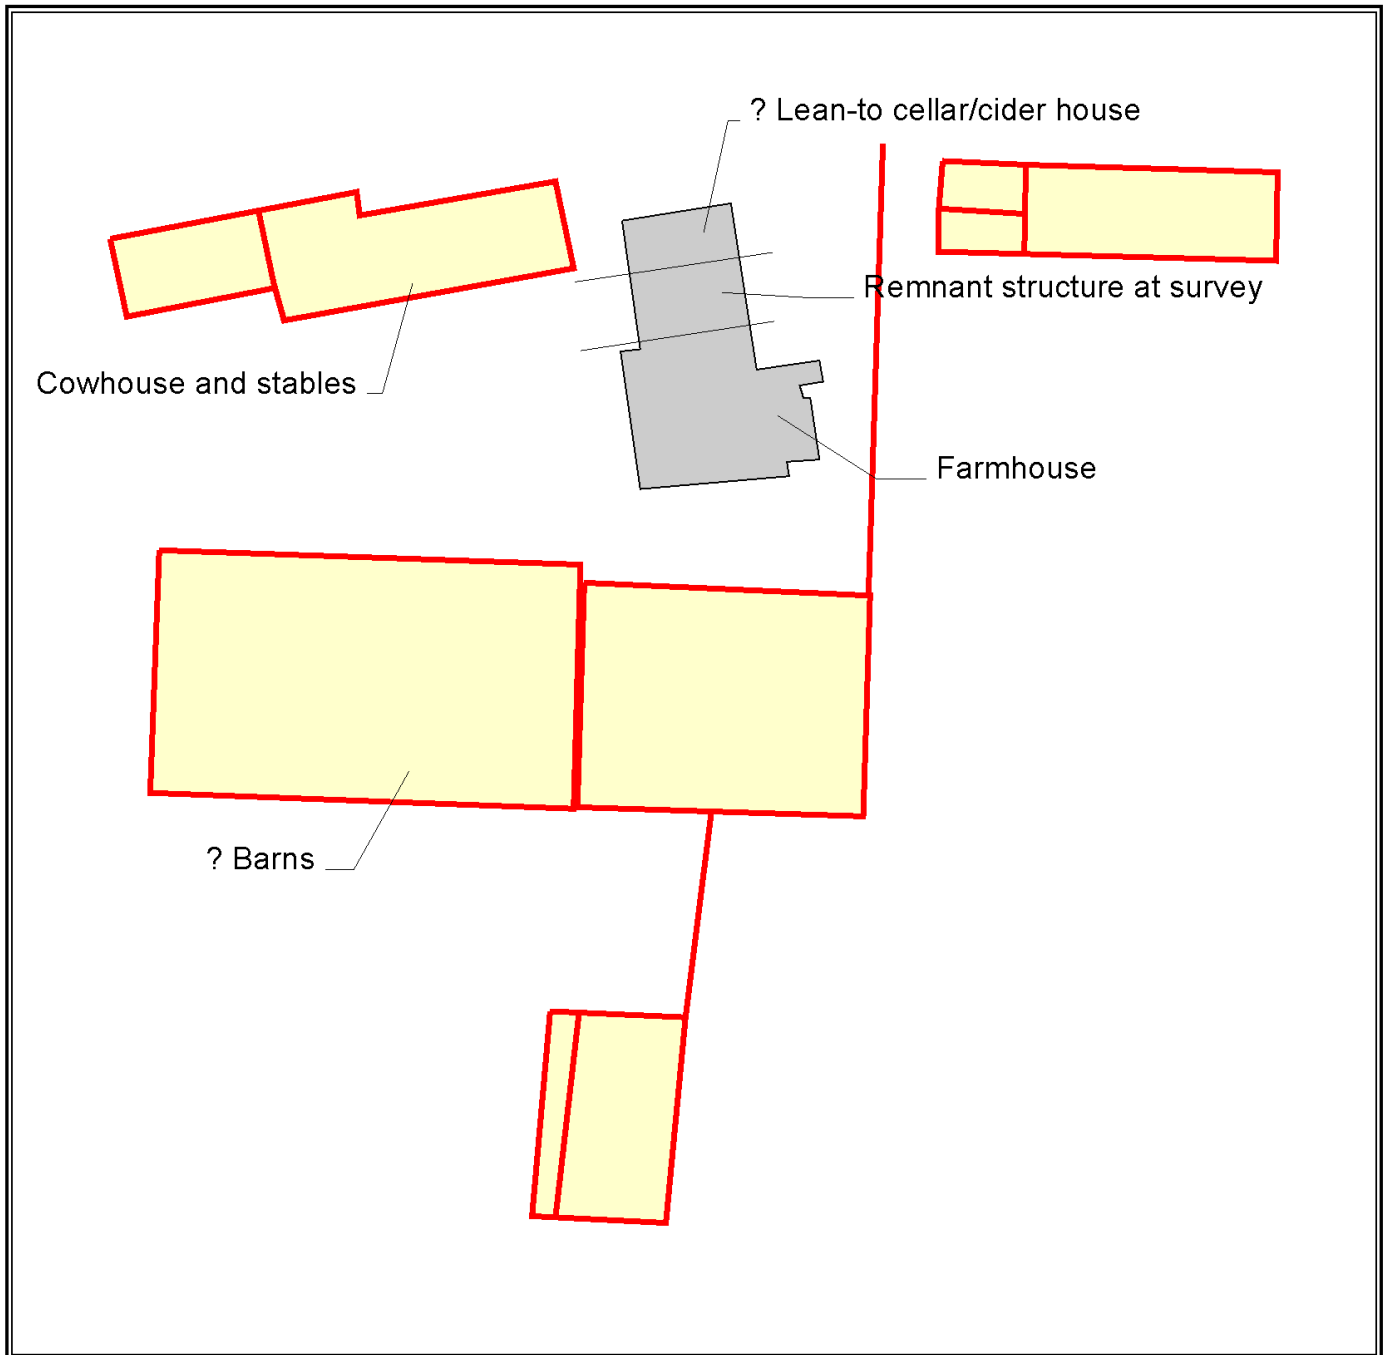 ? Lean-to cellar/cider house
Remnant structure at survey
Cowhouse and stables
Farmhouse
? Barns